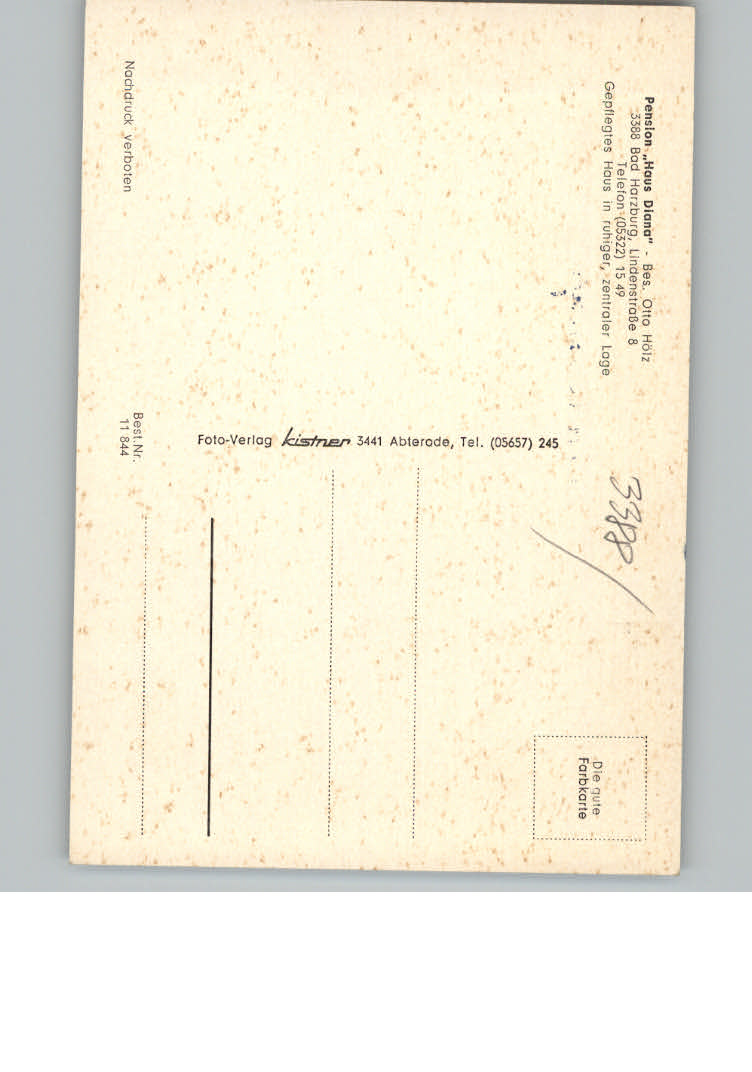 Pension „Haus Diana" - Bes. Otto Hölz
3388 Bad Harzburg, Lindenstraße 8
Telefon (05322) 15 49
Gepflegtes Haus in ruhiger, zentraler Lage
3388
Die gute
Farbkarte
Foto-Verlag kistner 3441 Abterode, Tel. (05657) 245
Nachdruck verboten
Best.Nr.
11 844